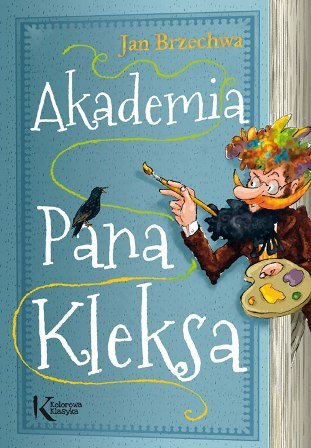 Jan Brzechwa
Akademia
Pana
Kleksa
Kolorowa
Klasyka